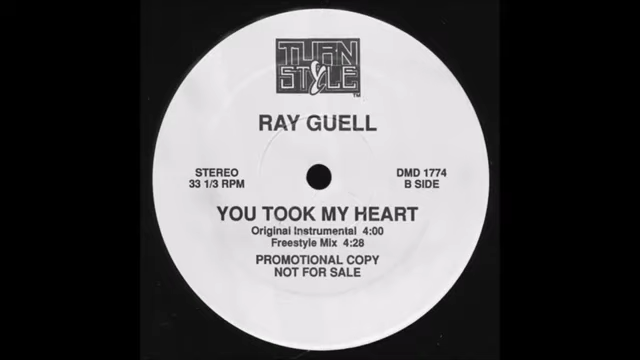 TURN
STYLE
TM
RAY GUELL
STEREO
33 1/3 RPM
DMD 1774
B SIDE
YOU TOOK MY HEART
Original Instrumental 4:00
Freestyle Mix 4:28
PROMOTIONAL COPY
NOT FOR SALE